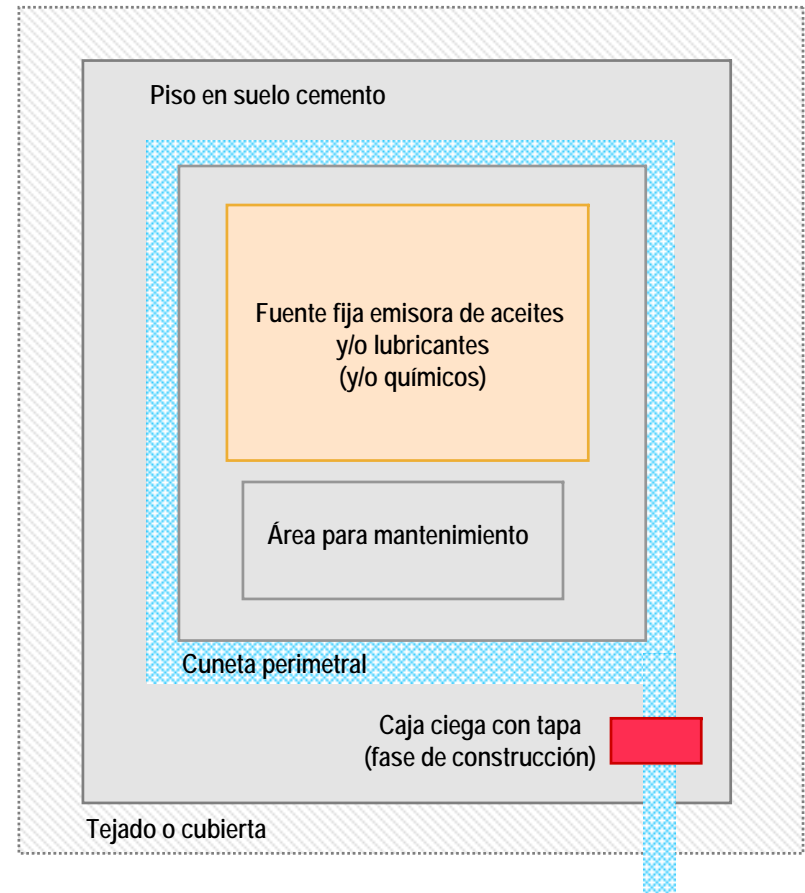 Piso en suelo cemento
Fuente fija emisora de aceites
y/o lubricantes
(y/o químicos)
Área para mantenimiento
Cuneta perimetral
Caja ciega con tapa
(fase de construcción)
Tejado o cubierta